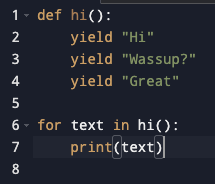 1 def hi():
2     yield "Hi"
3     yield "Wassup?"
4     yield "Great"
5
6 for text in hi():
7     print(text)
8